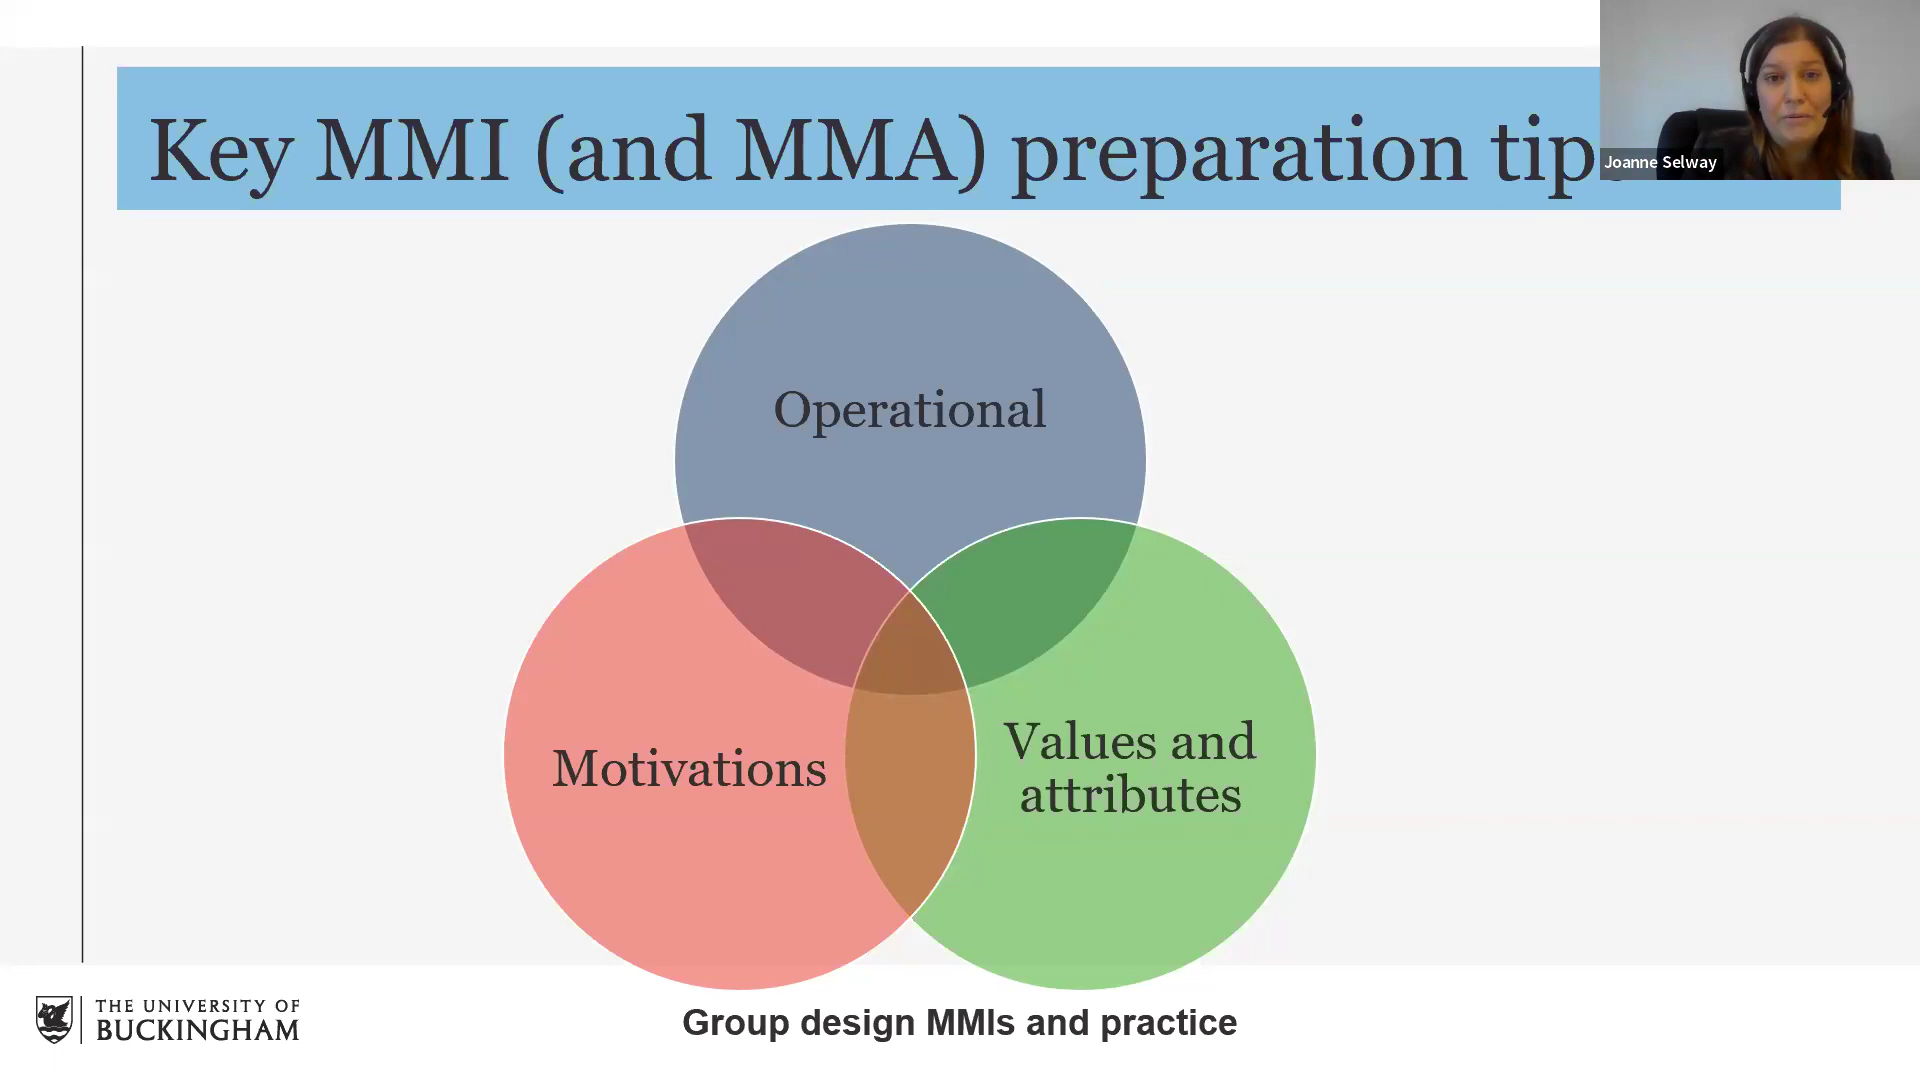 Key MMI (and MMA) preparation tip
Joanne Selway
Operational
Motivations
Values and
attributes
THE UNIVERSITY OF
BUCKINGHAM
Group design MMIs and practice